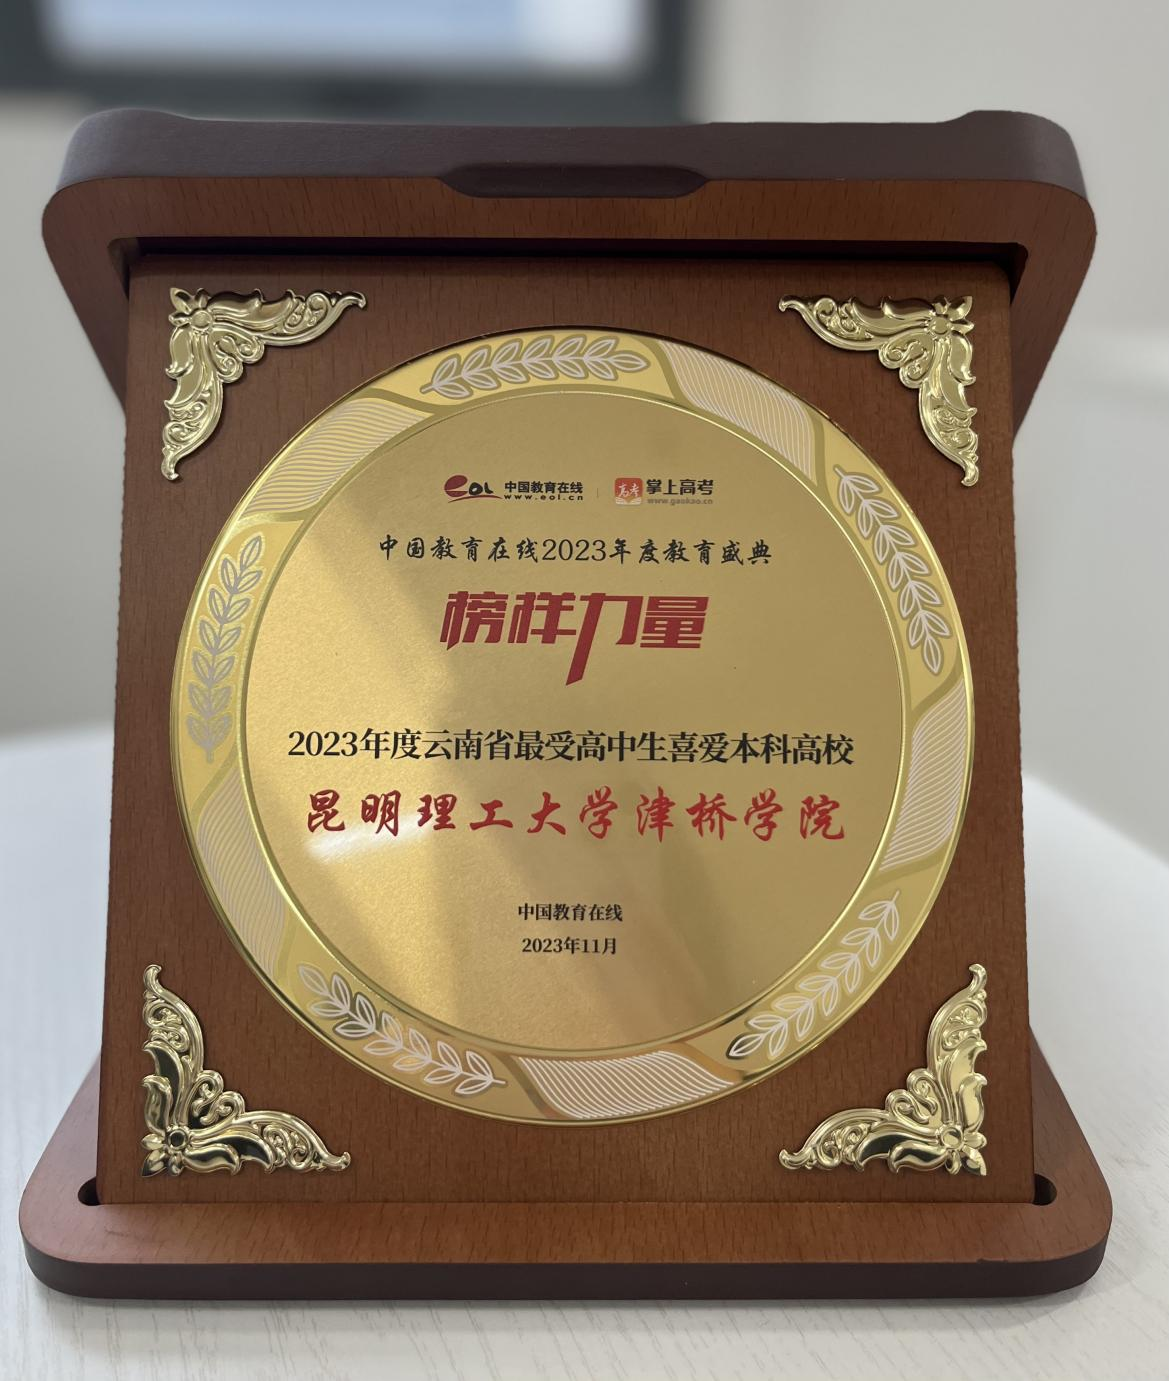 eol 中国教育在线 www.eol.cn 高考 掌上高考 www.gaokao.cn
中国教育在线2023年度教育盛典
榜样力量
2023年度云南省最受高中生喜爱本科高校
昆明理工大学津桥学院
中国教育在线
2023年11月